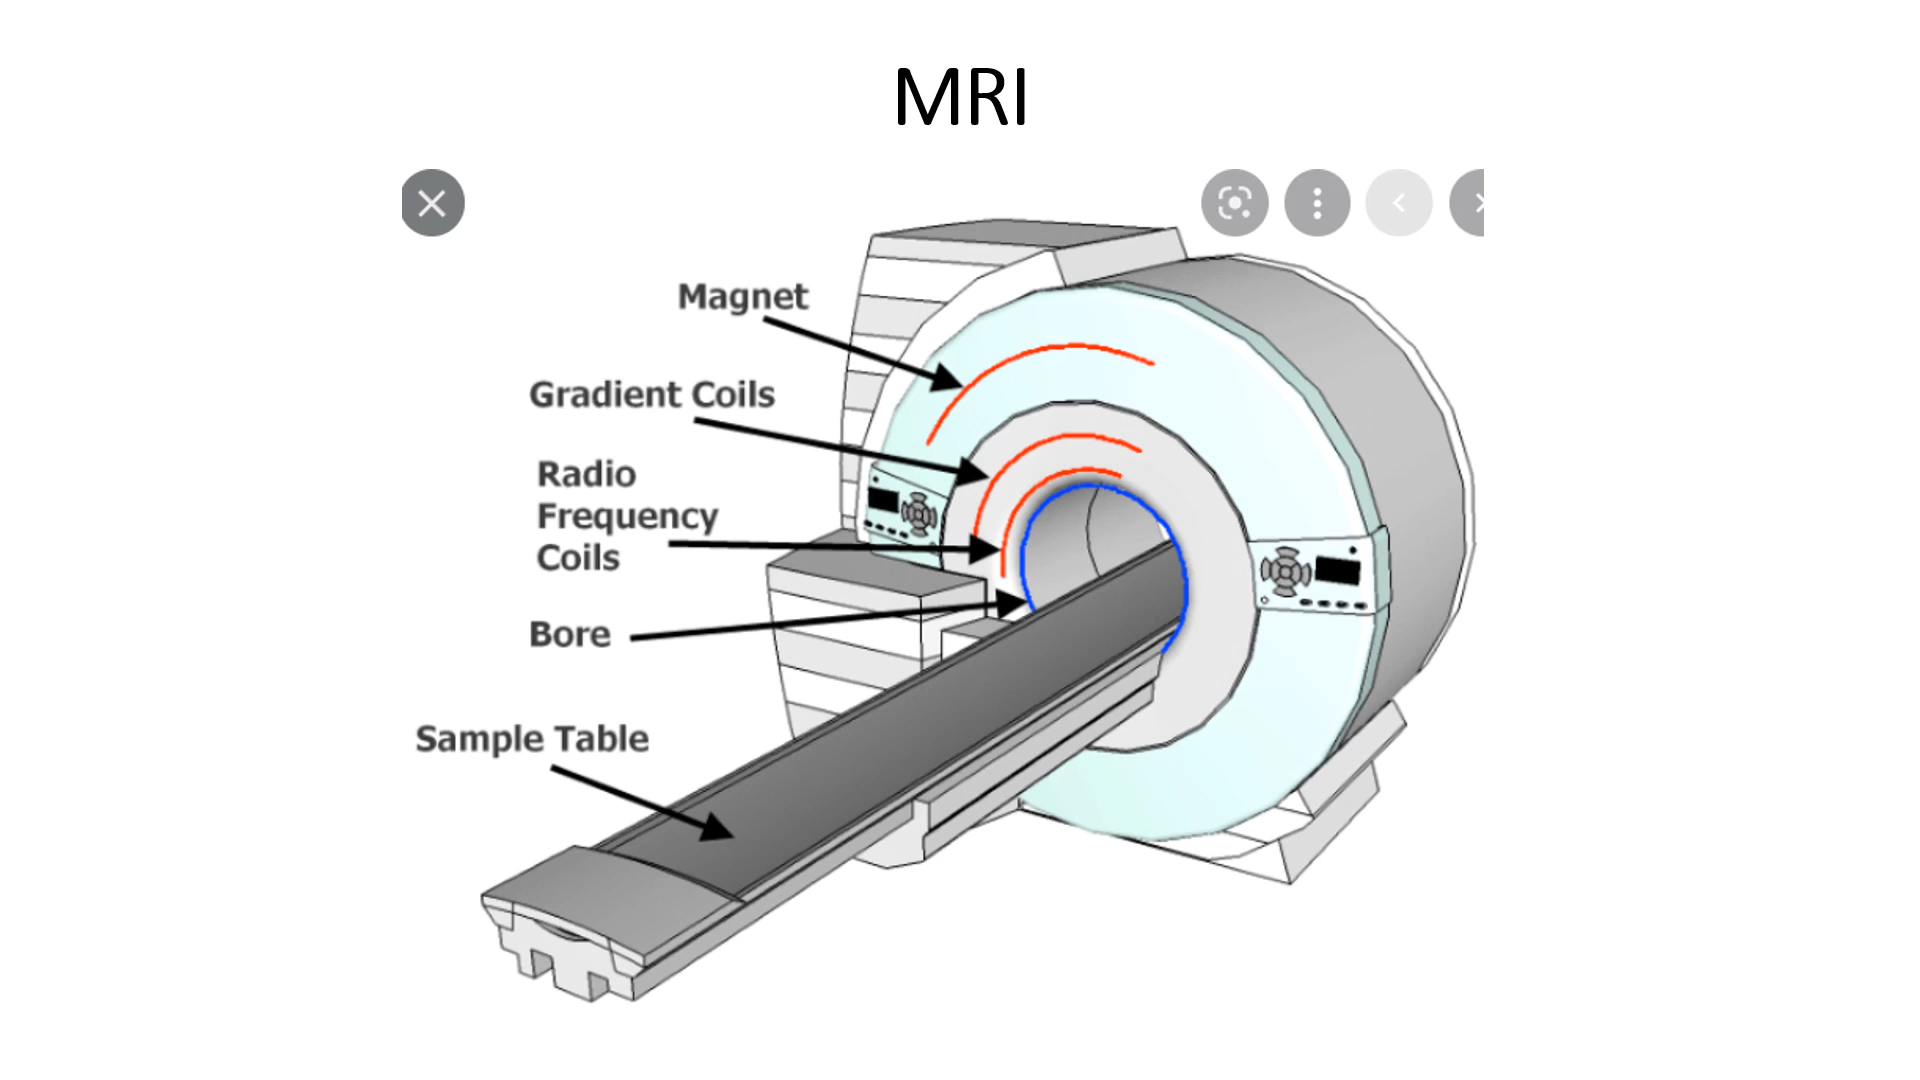 MRI
Magnet
Gradient Coils
Radio
Frequency
Coils
Bore
Sample Table